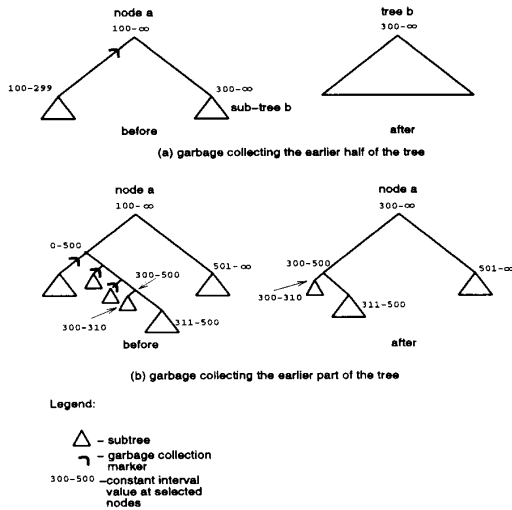 node a
100-∞
tree b
300-∞
100-299
300-∞
sub-tree b
before
after
(a) garbage collecting the earlier half of the tree
node a
100-∞
node a
300-∞
0-500
300-500
501-∞
300-310
311-500
before
300-500
501-∞
300-310
311-500
after
(b) garbage collecting the earlier part of the tree
Legend:
- subtree
- garbage collection
marker
300-500 -constant interval
value at selected
nodes